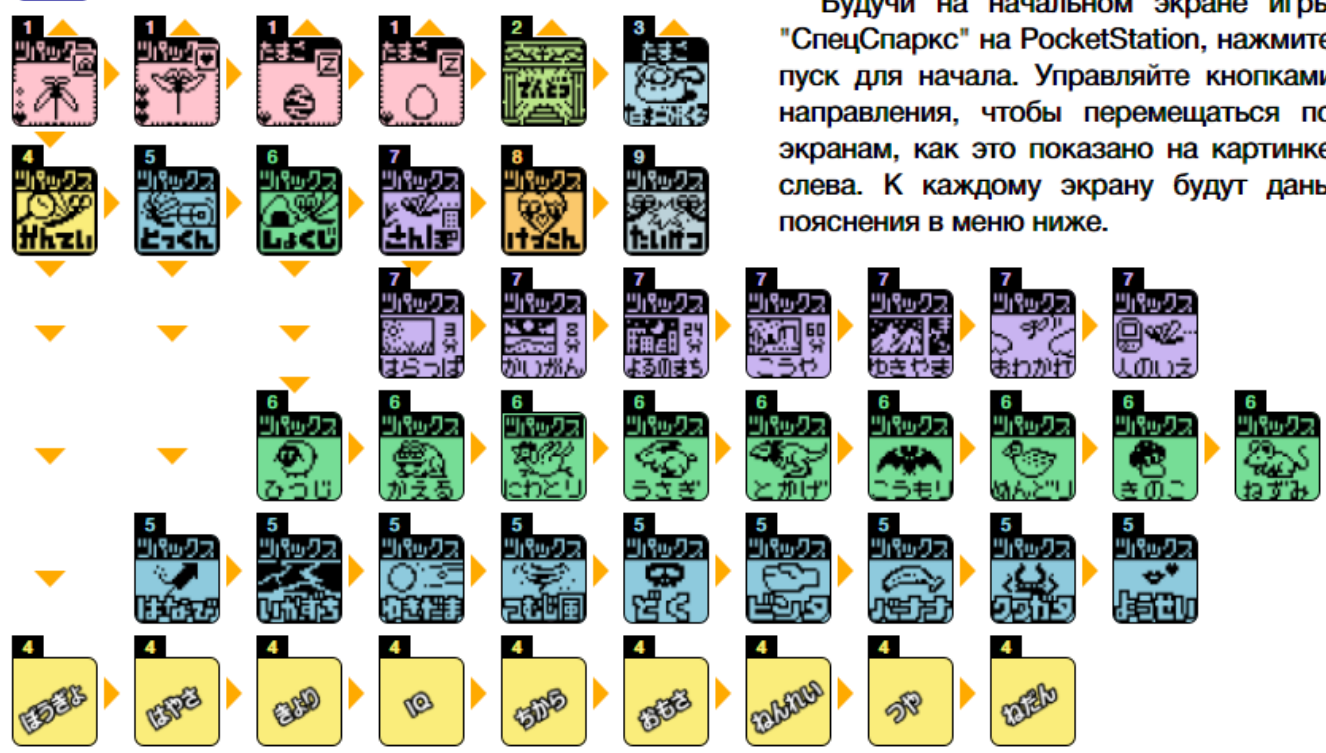 1 1 1 1 2 3
ツパックス ツパックス たまご たまご たまご
Z Z
でんとう
4 5 6 7 8 9
ツパックス ツパックス ツパックス ツパックス ツパックス ツパックス
かんてい とっくん しょくじ さんぽ けっこん たいけつ
Будучи на начальном экране игры
"СпецСпаркс" на PocketStation, нажмите
пуск для начала. Управляйте кнопками
направления, чтобы перемещаться по
экранам, как это показано на картинке
слева. К каждому экрану будут даны
пояснения в меню ниже.
7 7 7 7 7 7 7
ツパックス ツパックス ツパックス ツパックス ツパックス ツパックス ツパックス
3分 8分 24分 60分
はらっぱ かいがん よるのまち こうや ゆきやま おわかれ 人のいえ
6 6 6 6 6 6 6 6 6
ツパックス ツパックス ツパックス ツパックス ツパックス ツパックス ツパックス ツパックス ツパックス
ひつじ かえる にわとり うさぎ とかげ こうもり めんどり きのこ ねずみ
5 5 5 5 5 5 5 5 5
ツパックス ツパックス ツパックス ツパックス ツパックス ツパックス ツパックス ツパックス ツパックス
はなび いかずち ゆきだま つむじ風 どく ビンタ バナナ クワガタ ようせい
4 4 4 4 4 4 4 4 4
ぼうぎょ はやさ きょり IQ ちから おもさ ねんれい つや ねだん